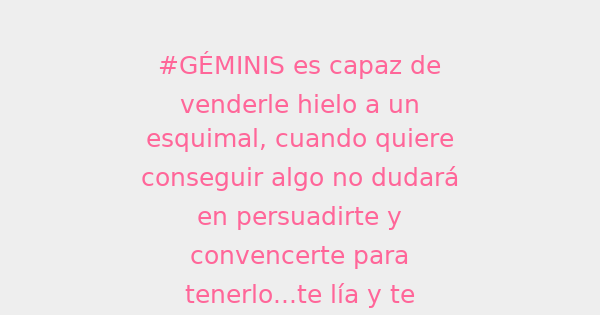 #GÉMINIS es capaz de
venderle hielo a un
esquimal, cuando quiere
conseguir algo no dudará
en persuadirte y
convencerte para
tenerlo...te lía y te